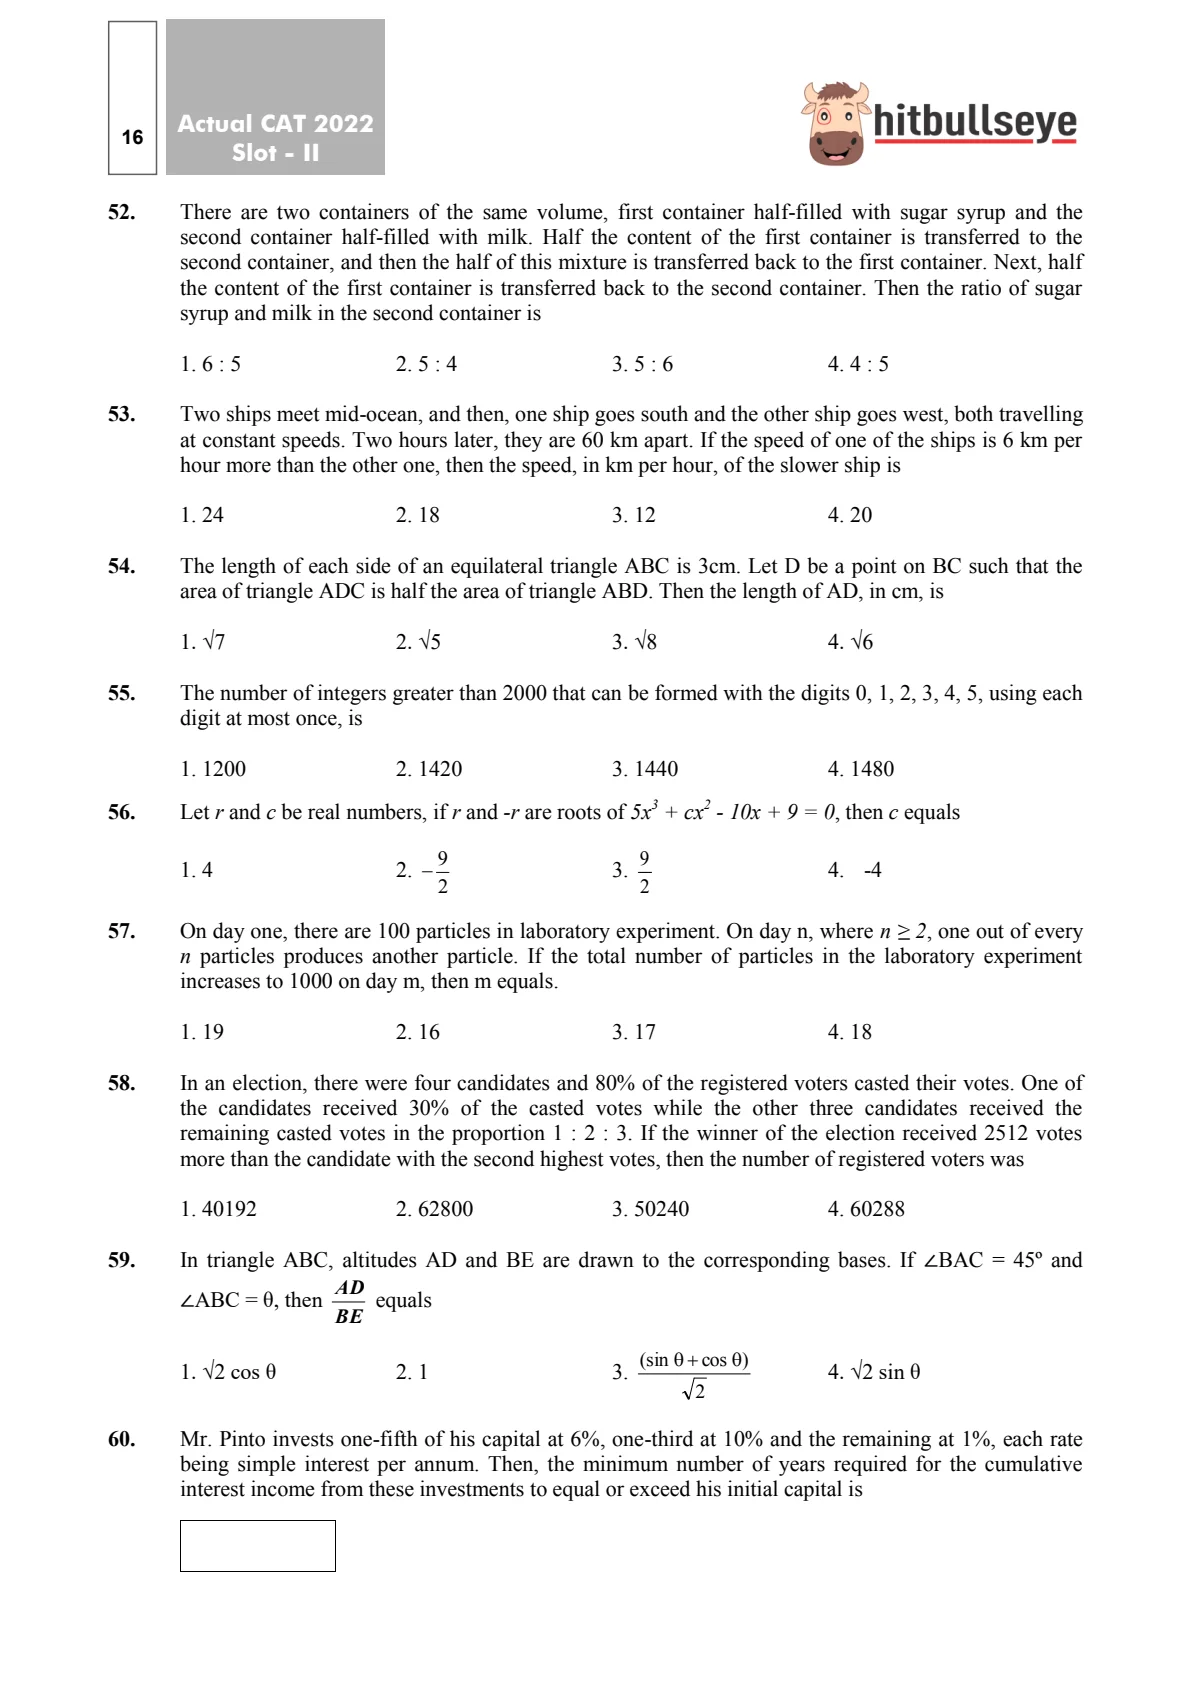 16
Actual CAT 2022
Slot - II
hitbullseye
52. There are two containers of the same volume, first container half-filled with sugar syrup and the
second container half-filled with milk. Half the content of the first container is transferred to the
second container, and then the half of this mixture is transferred back to the first container. Next, half
the content of the first container is transferred back to the second container. Then the ratio of sugar
syrup and milk in the second container is
1. 6 : 5 2. 5 : 4 3. 5 : 6 4. 4 : 5
53. Two ships meet mid-ocean, and then, one ship goes south and the other ship goes west, both travelling
at constant speeds. Two hours later, they are 60 km apart. If the speed of one of the ships is 6 km per
hour more than the other one, then the speed, in km per hour, of the slower ship is
1. 24 2. 18 3. 12 4. 20
54. The length of each side of an equilateral triangle ABC is 3cm. Let D be a point on BC such that the
area of triangle ADC is half the area of triangle ABD. Then the length of AD, in cm, is
1. √7 2. √5 3. √8 4. √6
55. The number of integers greater than 2000 that can be formed with the digits 0, 1, 2, 3, 4, 5, using each
digit at most once, is
1. 1200 2. 1420 3. 1440 4. 1480
56. Let r and c be real numbers, if r and -r are roots of 5x³ + cx² - 10x + 9 = 0, then c equals
1. 4 2. −9/2 3. 9/2 4. -4
57. On day one, there are 100 particles in laboratory experiment. On day n, where n ≥ 2, one out of every
n particles produces another particle. If the total number of particles in the laboratory experiment
increases to 1000 on day m, then m equals.
1. 19 2. 16 3. 17 4. 18
58. In an election, there were four candidates and 80% of the registered voters casted their votes. One of
the candidates received 30% of the casted votes while the other three candidates received the
remaining casted votes in the proportion 1 : 2 : 3. If the winner of the election received 2512 votes
more than the candidate with the second highest votes, then the number of registered voters was
1. 40192 2. 62800 3. 50240 4. 60288
59. In triangle ABC, altitudes AD and BE are drawn to the corresponding bases. If ∠BAC = 45º and
∠ABC = θ, then AD/BE equals
1. √2 cos θ 2. 1 3. (sin θ + cos θ)/√2 4. √2 sin θ
60. Mr. Pinto invests one-fifth of his capital at 6%, one-third at 10% and the remaining at 1%, each rate
being simple interest per annum. Then, the minimum number of years required for the cumulative
interest income from these investments to equal or exceed his initial capital is